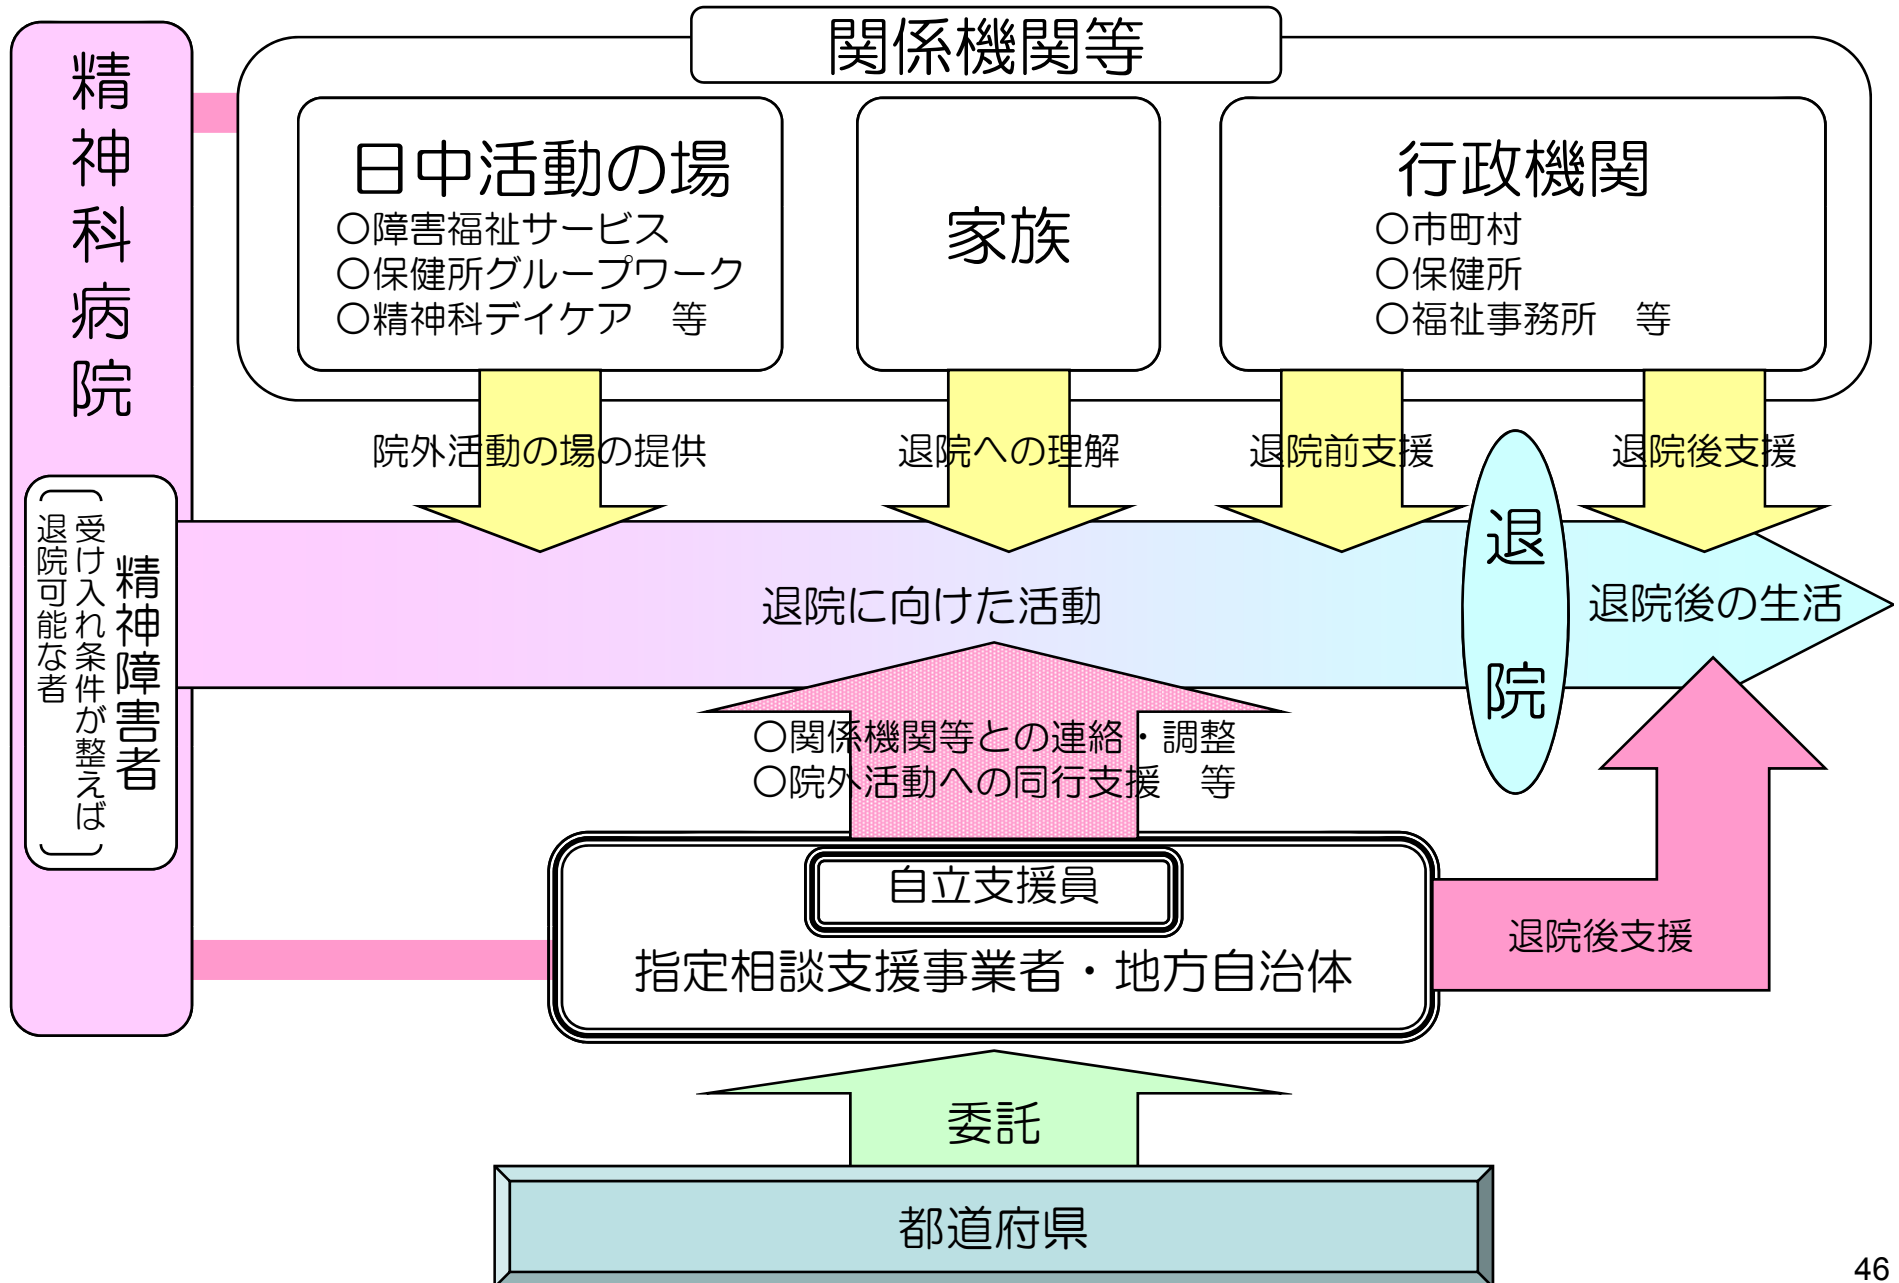 関係機関等
精神科病院
日中活動の場
○障害福祉サービス
○保健所グループワーク
○精神科デイケア　等
家族
行政機関
○市町村
○保健所
○福祉事務所　等
院外活動の場の提供
退院への理解
退院前支援
退院後支援
精神障害者
受け入れ条件が整えば
退院可能な者
退院に向けた活動
退院
退院後の生活
○関係機関等との連絡・調整
○院外活動への同行支援　等
自立支援員
指定相談支援事業者・地方自治体
退院後支援
委託
都道府県
46